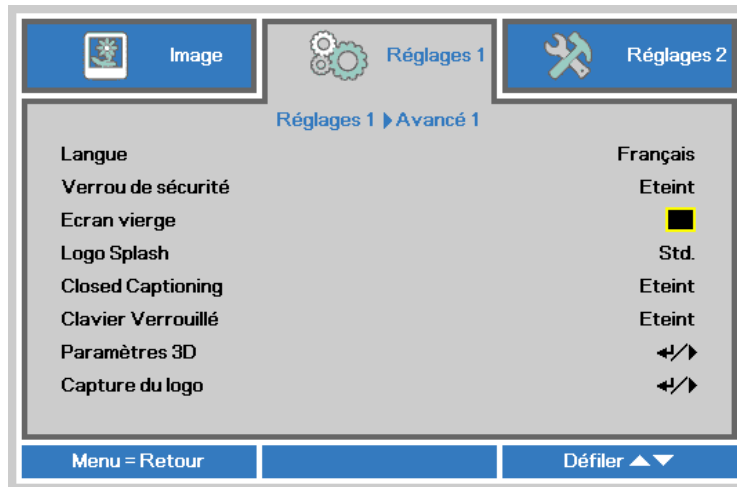 Image
Réglages 1
Réglages 2
Réglages 1 Avancé 1
Langue Français
Verrou de sécurité Eteint
Ecran vierge
Logo Splash Std.
Closed Captioning Eteint
Clavier Verrouillé Eteint
Paramètres 3D
Capture du logo
Menu = Retour
Défiler